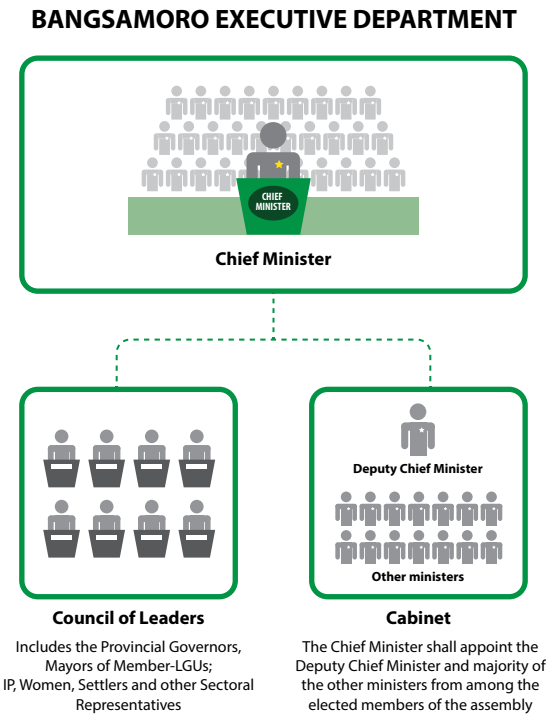 BANGSAMORO EXECUTIVE DEPARTMENT
CHIEF
MINISTER
Chief Minister
Deputy Chief Minister
Other ministers
Council of Leaders
Includes the Provincial Governors,
Mayors of Member-LGUs;
IP, Women, Settlers and other Sectoral
Representatives
Cabinet
The Chief Minister shall appoint the
Deputy Chief Minister and majority of
the other ministers from among the
elected members of the assembly